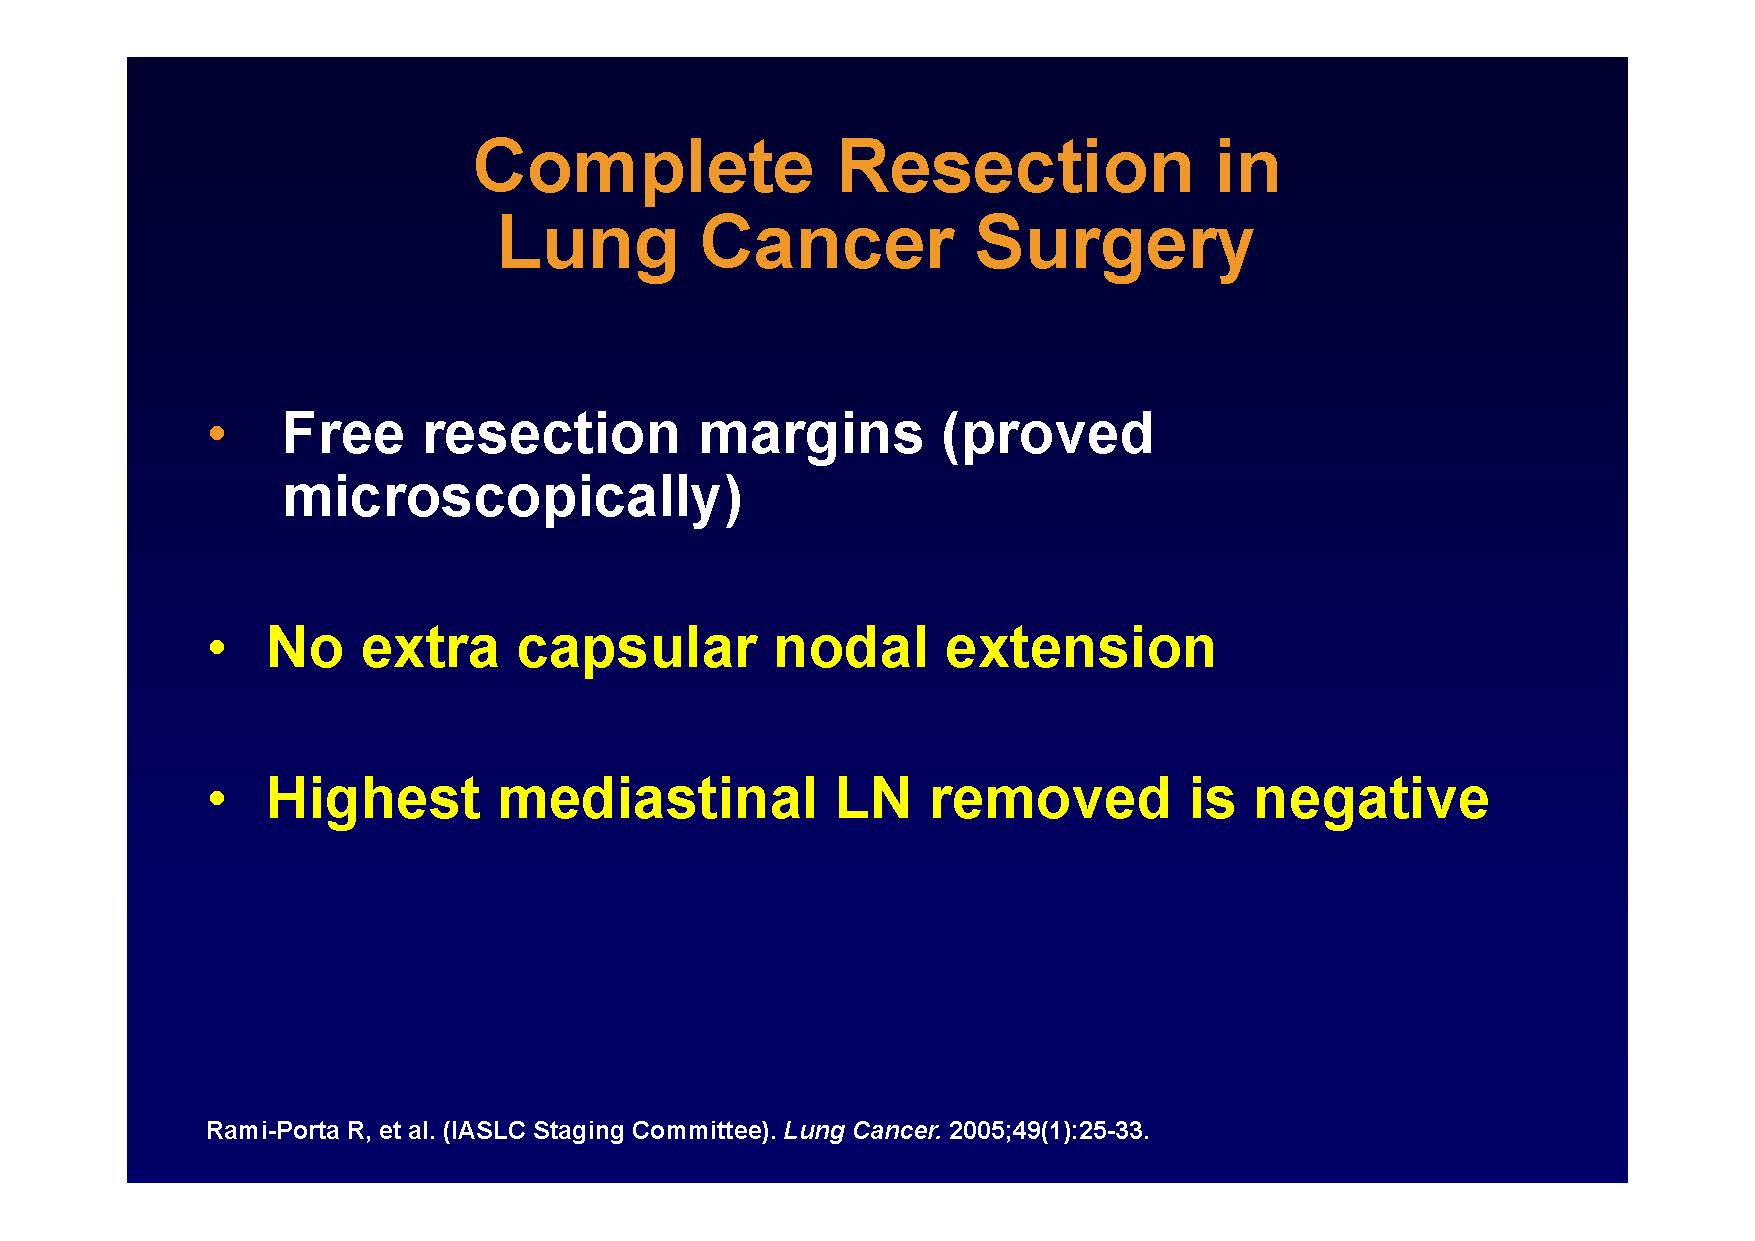 Complete Resection in
Lung Cancer Surgery
• Free resection margins (proved
microscopically)
• No extra capsular nodal extension
• Highest mediastinal LN removed is negative
Rami-Porta R, et al. (IASLC Staging Committee). Lung Cancer. 2005;49(1):25-33.